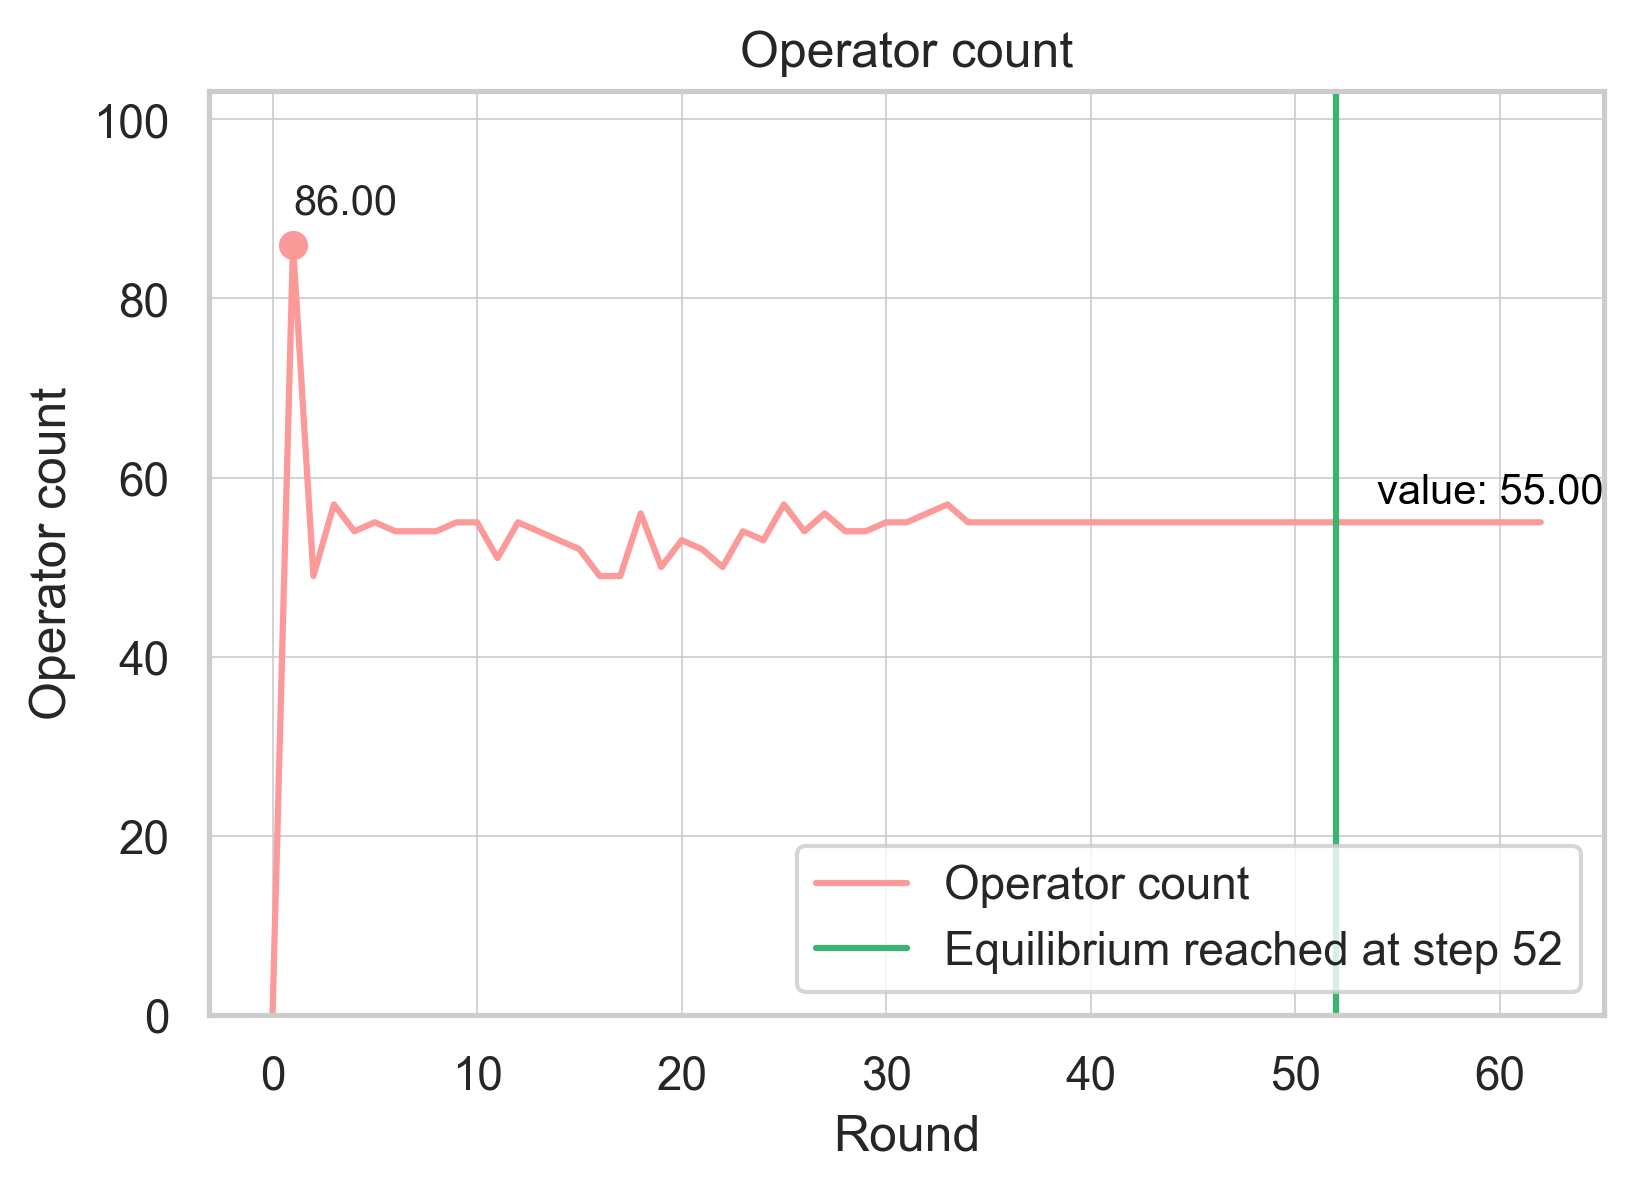 Operator count
100
80
60
40
20
0
Operator count
86.00
value: 55.00
Operator count
Equilibrium reached at step 52
0 10 20 30 40 50 60
Round